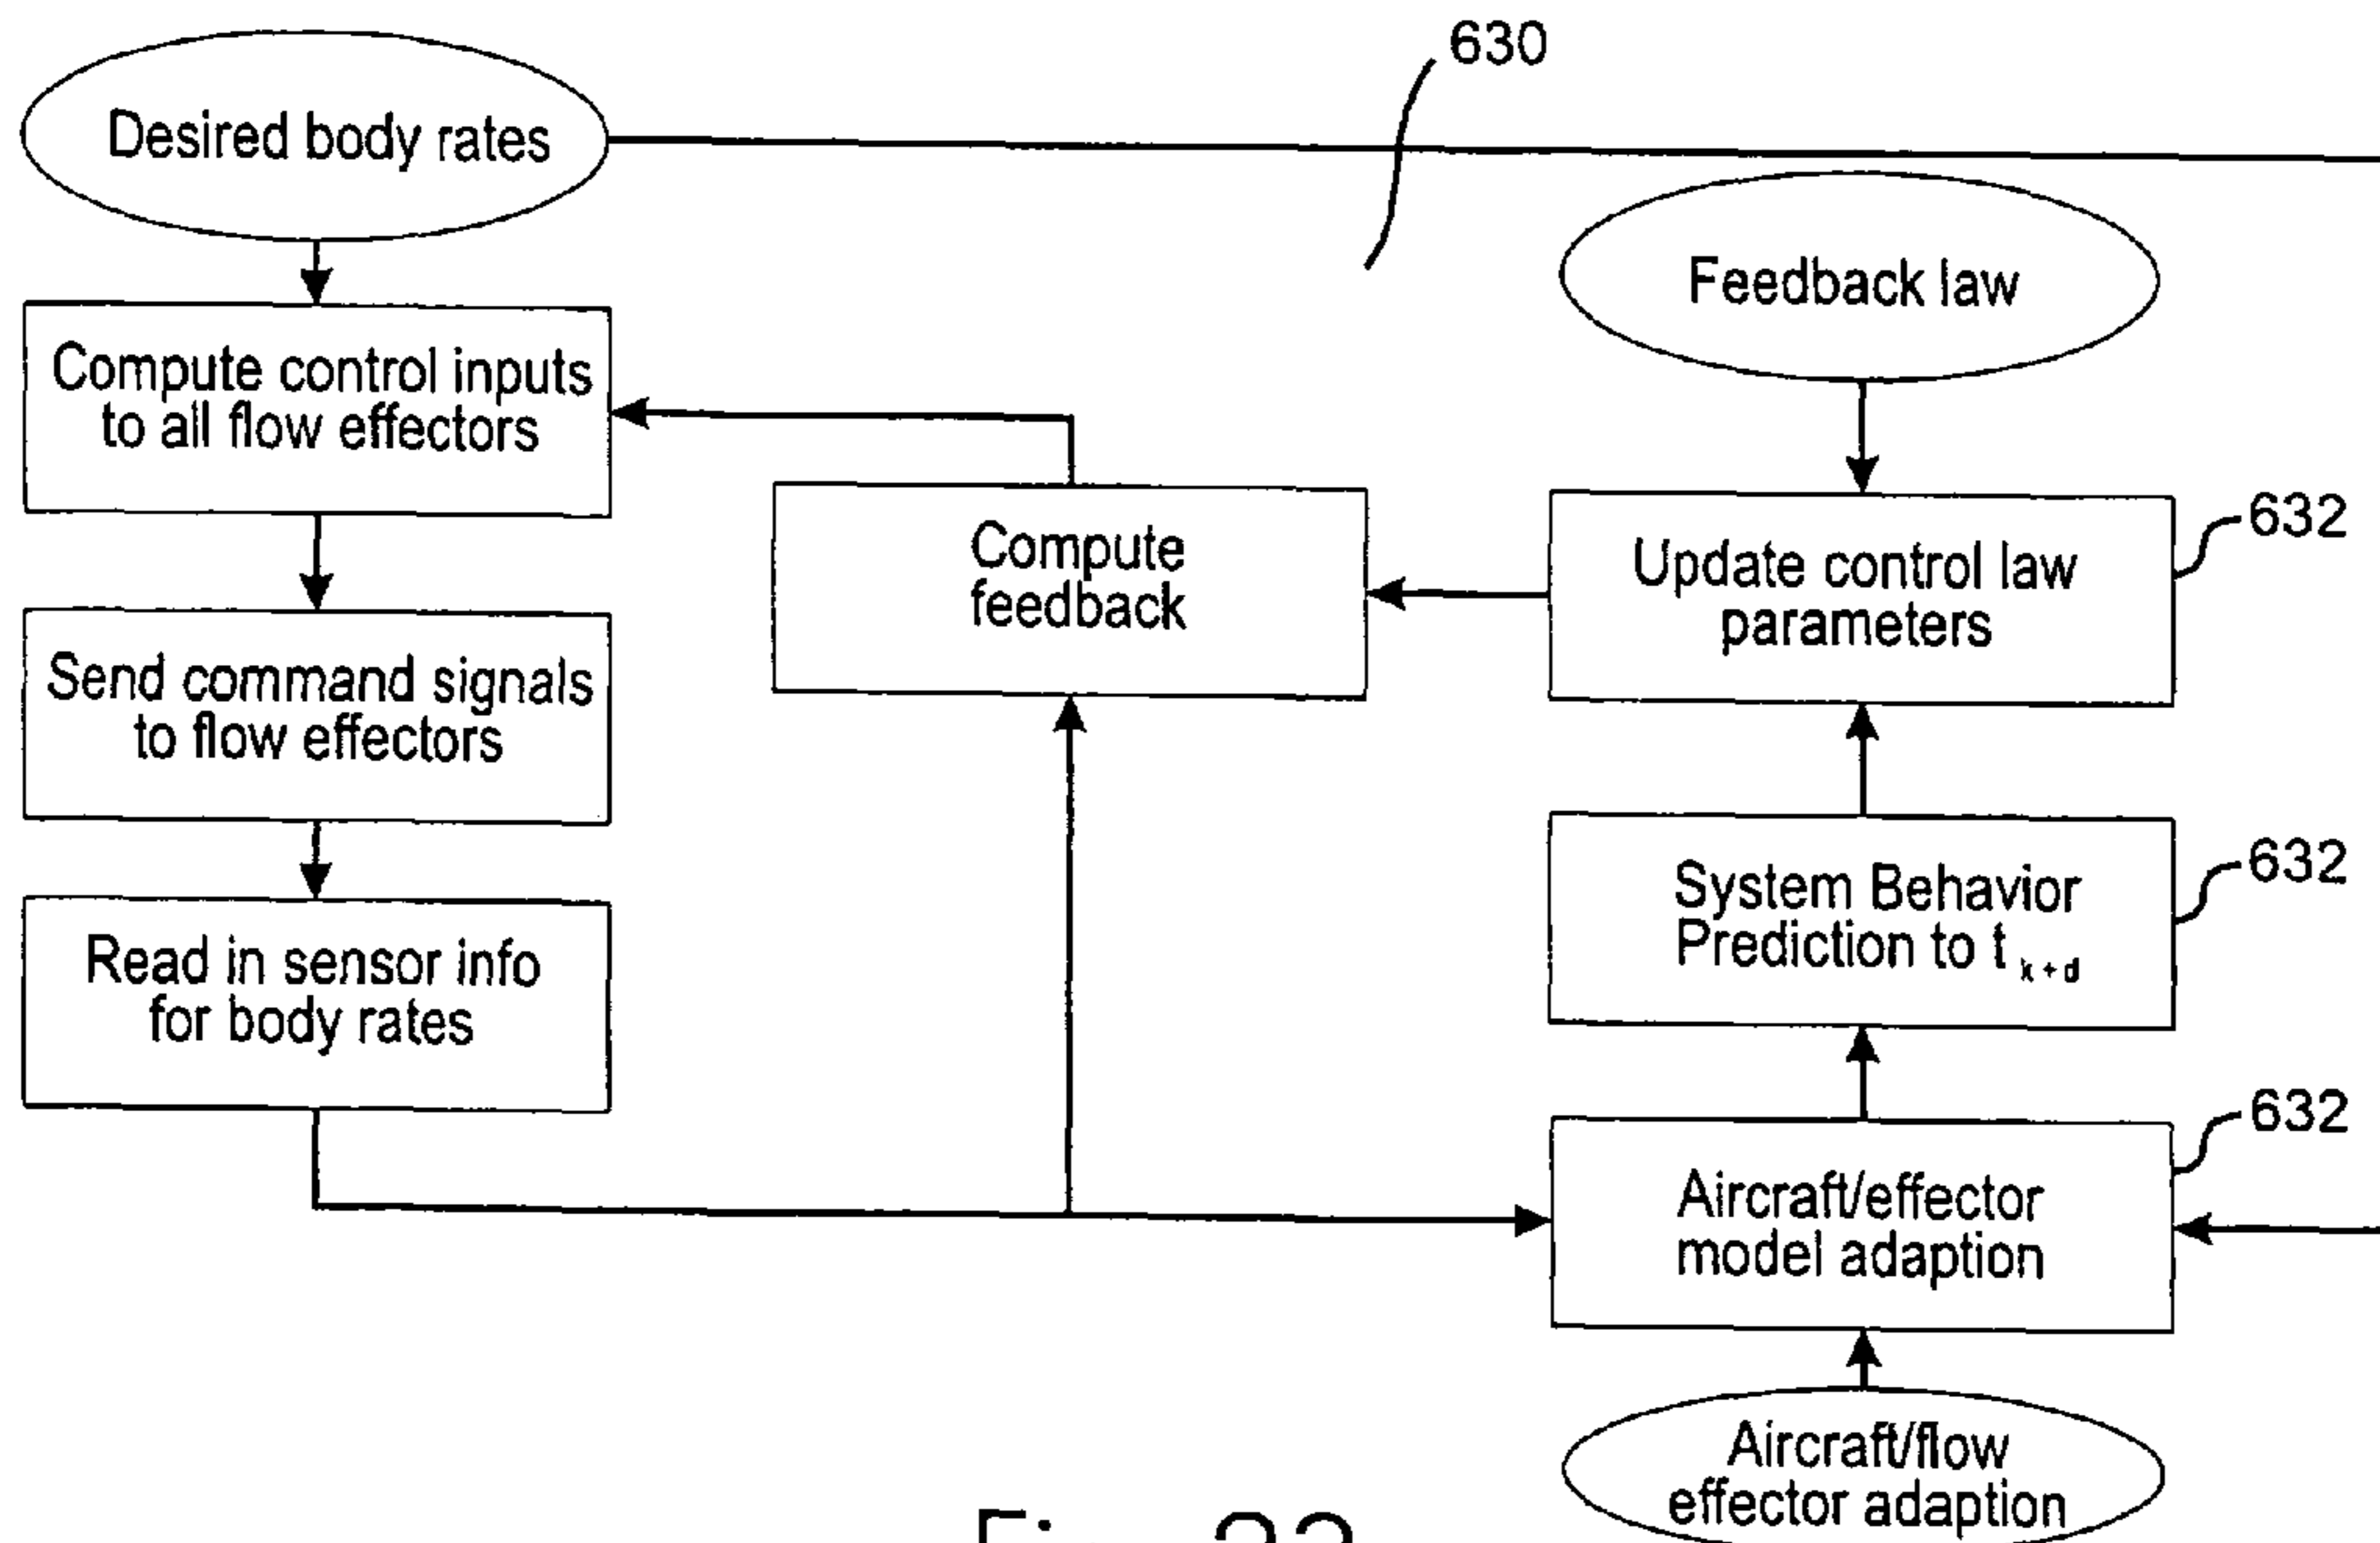 630
Desired body rates
Feedback law
Compute control inputs
to all flow effectors
632
Compute
feedback
Update control law
parameters
Send command signals
to flow effectors
632
System Behavior
Prediction to t k + d
Read in sensor info
for body rates
632
Aircraft/effector
model adaption
Aircraft/flow
effector adaption